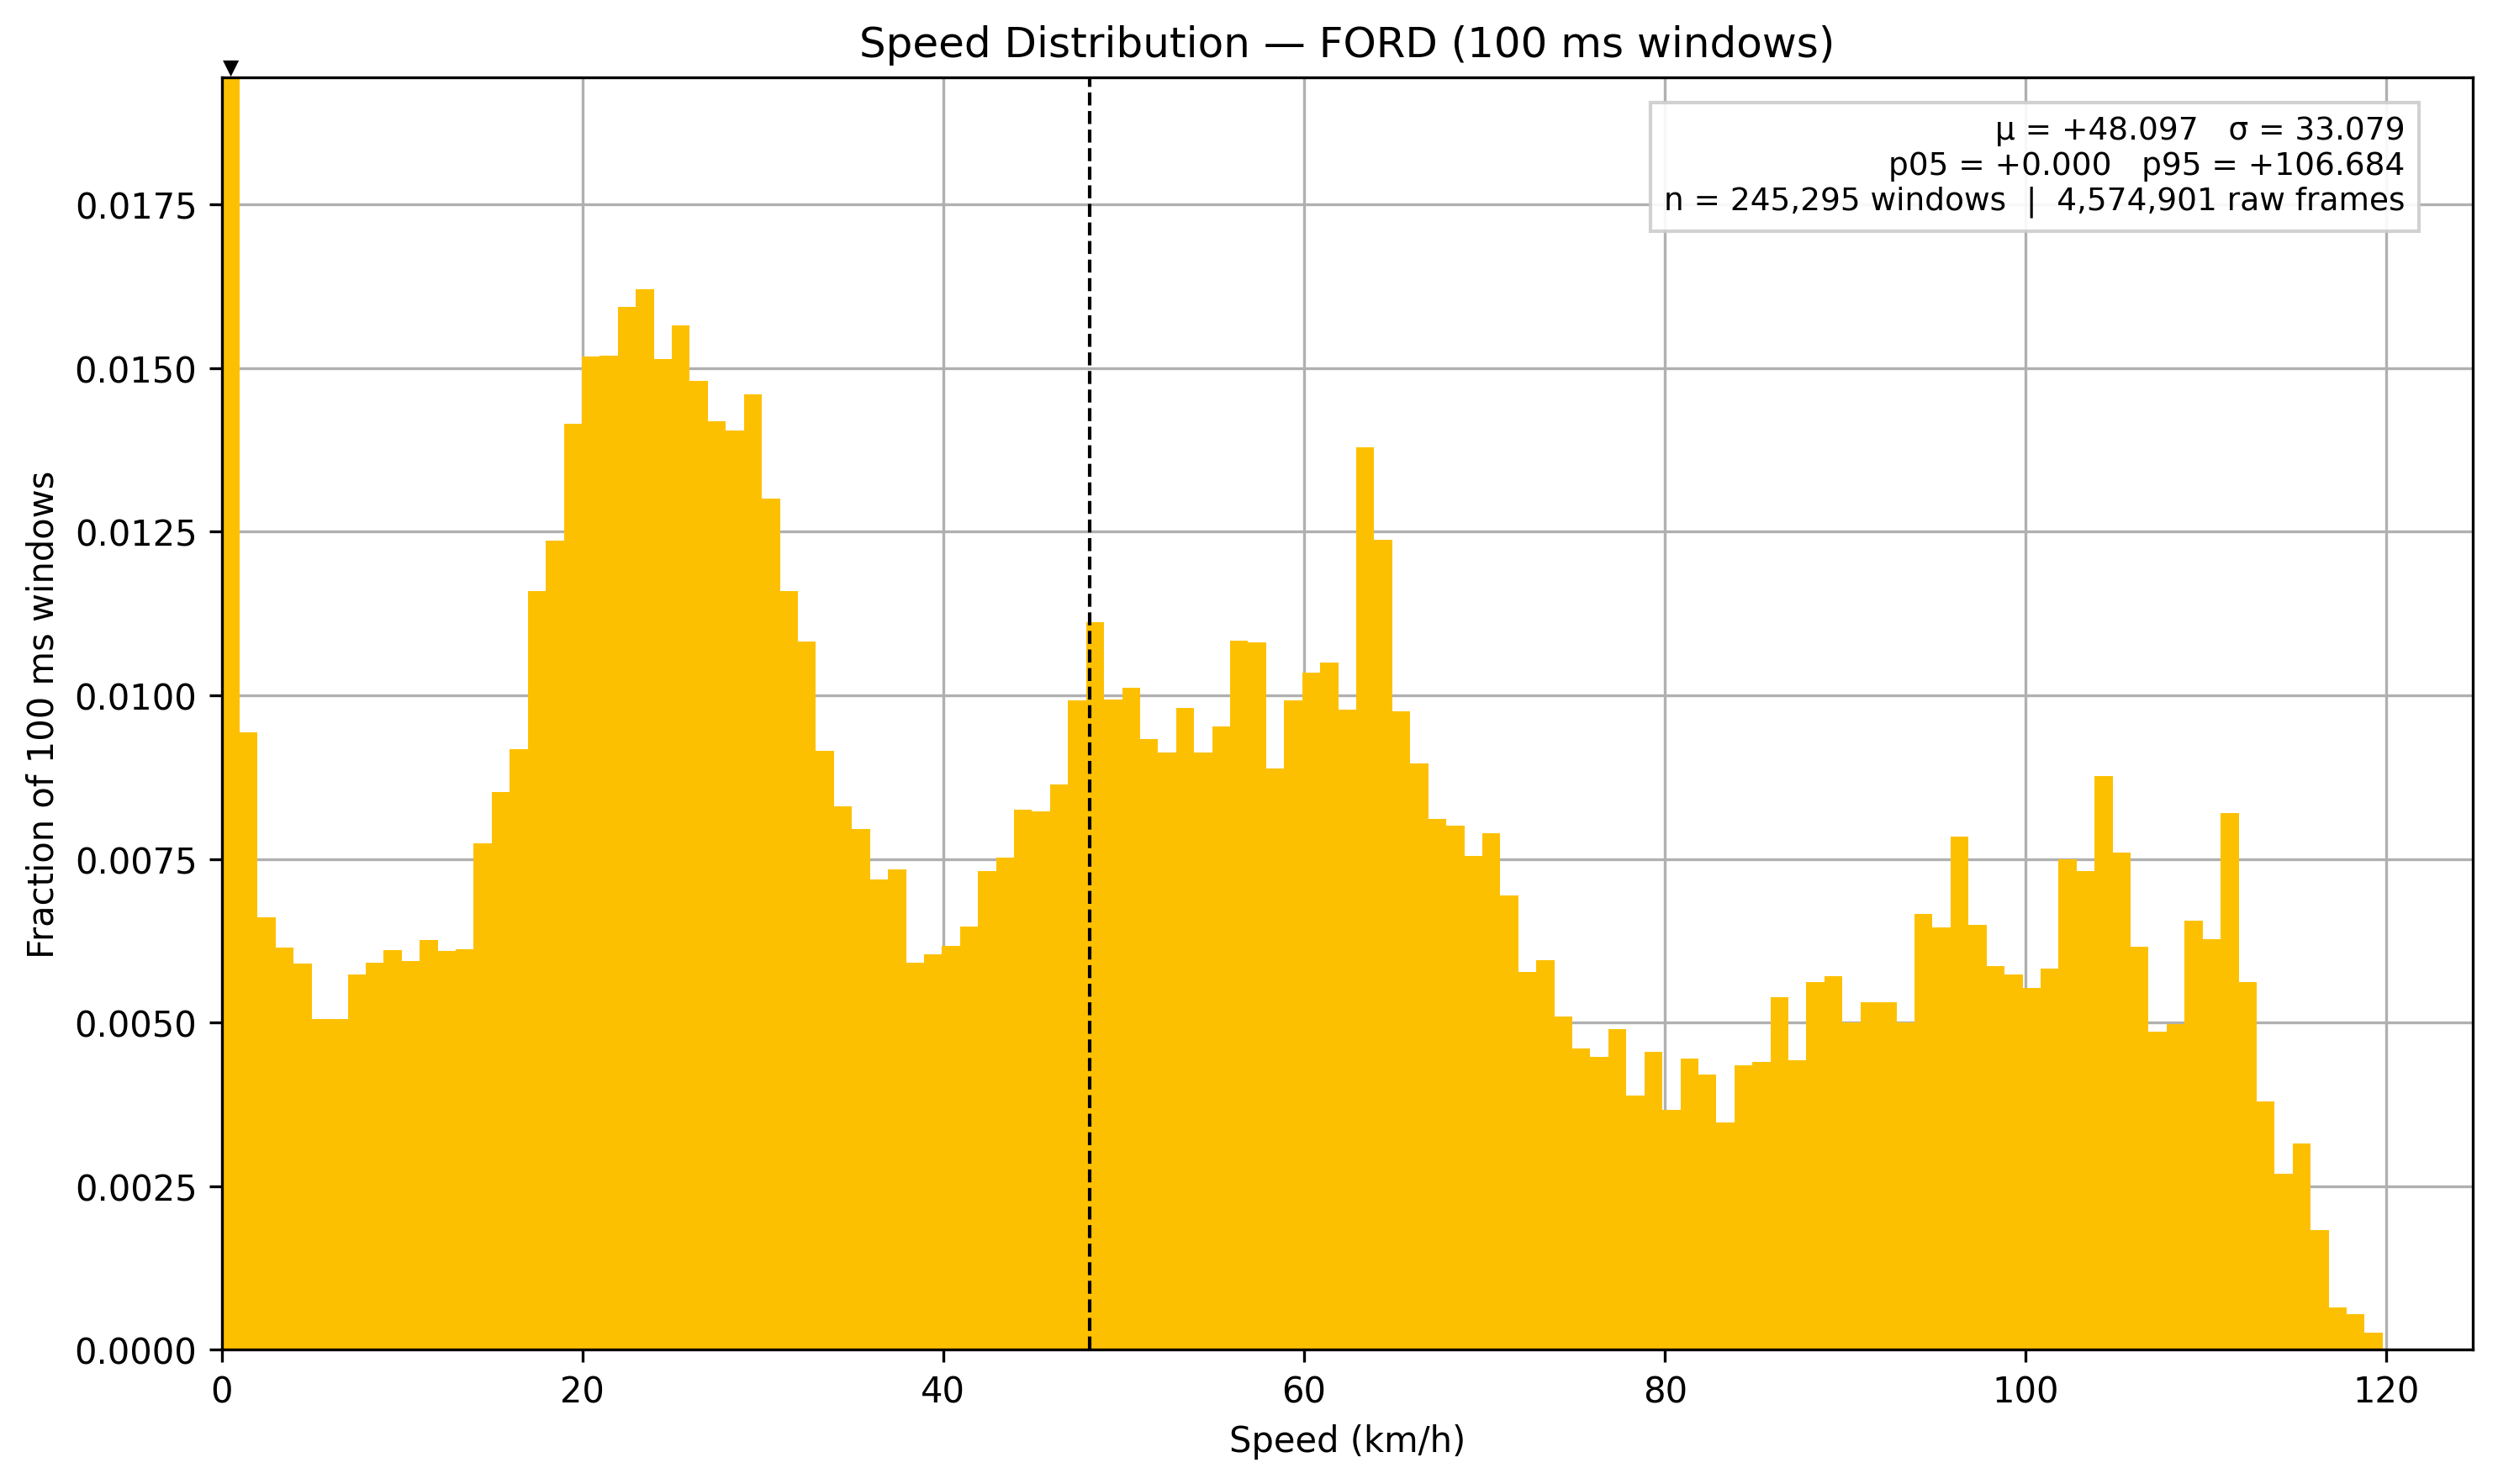 Speed Distribution — FORD (100 ms windows)
μ = +48.097   σ = 33.079
p05 = +0.000   p95 = +106.684
n = 245,295 windows  |  4,574,901 raw frames
Fraction of 100 ms windows
0.0175
0.0150
0.0125
0.0100
0.0075
0.0050
0.0025
0.0000
0 20 40 60 80 100 120
Speed (km/h)